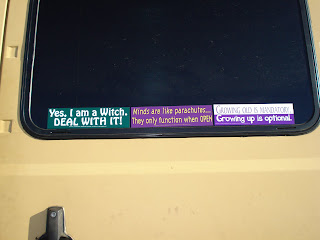 Yes, I am a Witch.
DEAL WITH IT!
Minds are like parachutes...
They only function when OPEN
GROWING OLD IS MANDATORY
Growing up is optional.